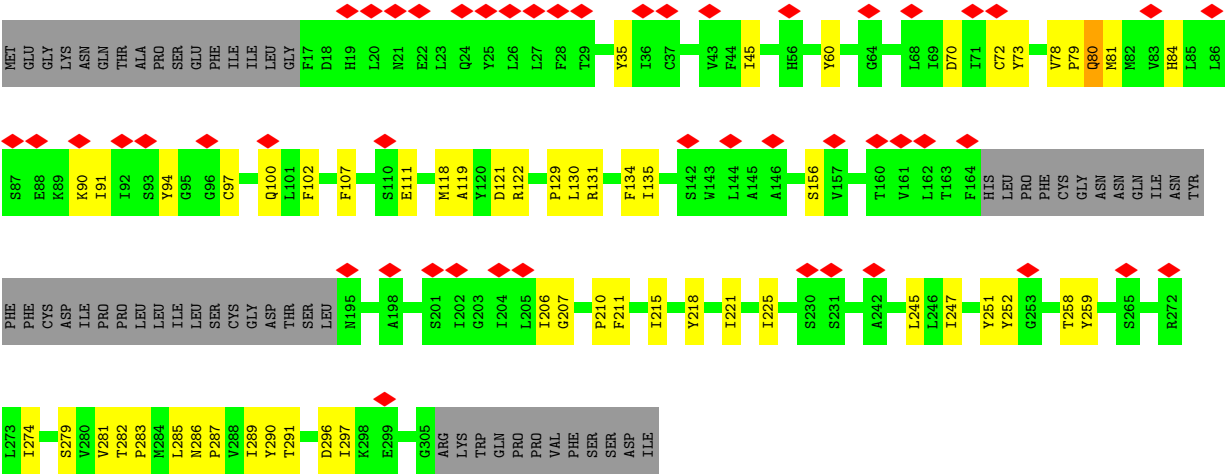 MET GLU GLY LYS ASN GLN THR ALA PRO SER GLU PHE ILE ILE LEU GLY F17 D18 H19 L20 N21 E22 L23 Q24 Y25 L26 L27 F28 T29 Y35 I36 C37 V43 F44 I45 H56 Y60 G64 L68 I69 D70 I71 C72 Y73 V78 P79 Q80 M81 M82 V83 H84 L85 L86
S87 E88 K89 K90 I91 I92 S93 Y94 G95 G96 C97 Q100 L101 F102 F107 S110 E111 M118 A119 Y120 D121 R122 P129 L130 R131 F134 I135 S142 W143 L144 A145 A146 S156 V157 T160 V161 L162 T163 F164 HIS LEU PRO PHE CYS GLY ASN ASN GLN ILE ASN TYR
PHE PHE CYS ASP ILE PRO PRO LEU LEU ILE LEU SER CYS GLY ASP THR SER LEU N195 A198 S201 I202 G203 I204 L205 I206 G207 P210 F211 I215 Y218 I221 I225 S230 S231 A242 L245 L246 I247 Y251 Y252 G253 T258 Y259 S265 R272
L273 I274 S279 V280 V281 T282 P283 M284 L285 N286 P287 V288 I289 Y290 T291 D296 I297 K298 E299 G305 ARG LYS TRP GLN PRO PRO VAL PHE SER SER ASP ILE